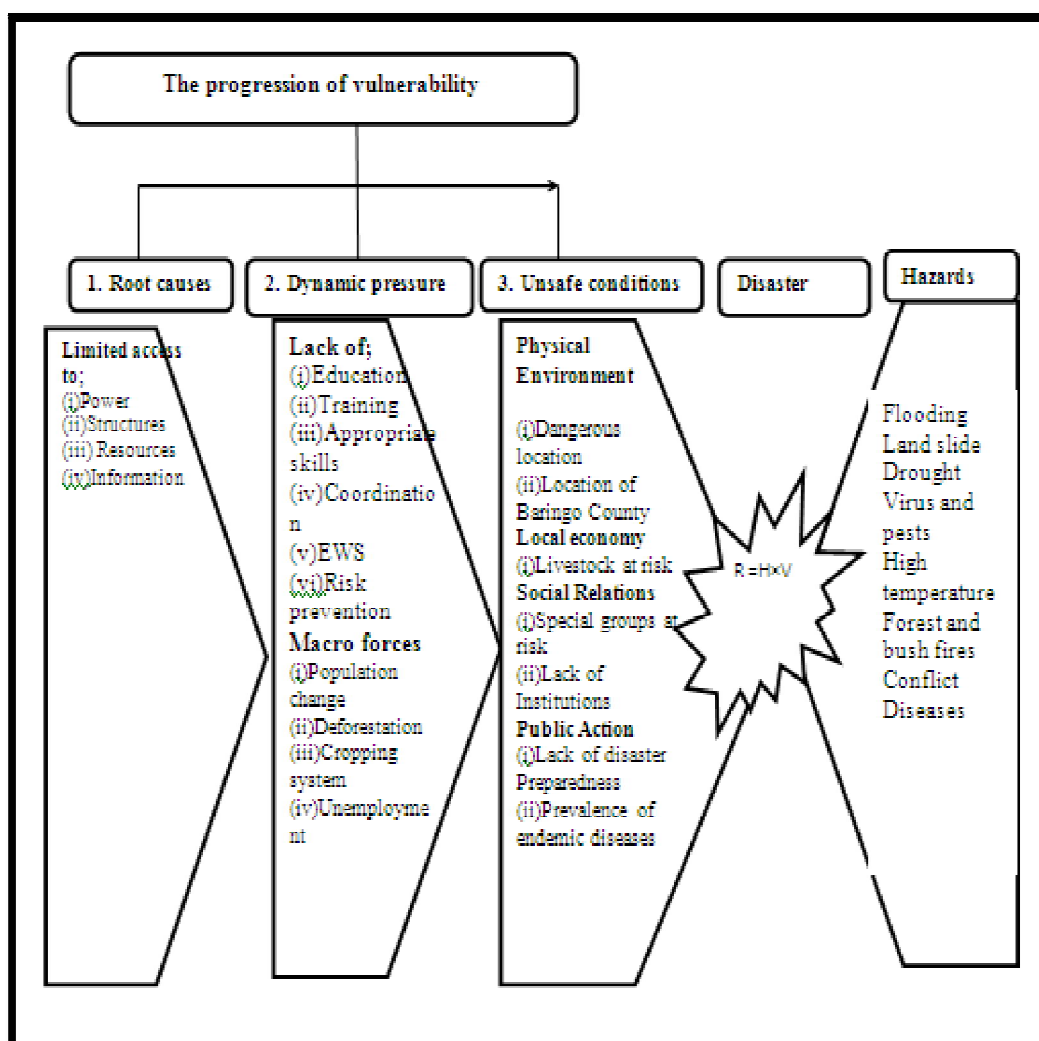 The progression of vulnerability
1. Root causes
2. Dynamic pressure
3. Unsafe conditions
Disaster
Hazards
Limited access
to;
(i)Power
(ii)Structures
(iii) Resources
(iv)Information
Lack of;
(i)Education
(ii)Training
(iii)Appropriate
skills
(iv)Coordinatio
n
(v)EWS
(vi)Risk
prevention
Macro forces
(i)Population
change
(ii)Deforestation
(iii)Cropping
system
(iv)Unemployme
nt
Physical
Environment
(i)Dangerous
location
(ii)Location of
Baringo County
Local economy
(i)Livestock at risk
Social Relations
(i)Special groups at
risk
(ii)Lack of
Institutions
Public Action
(i)Lack of disaster
Preparedness
(ii)Prevalence of
endemic diseases
R =H×V
Flooding
Land slide
Drought
Virus and
pests
High
temperature
Forest and
bush fires
Conflict
Diseases